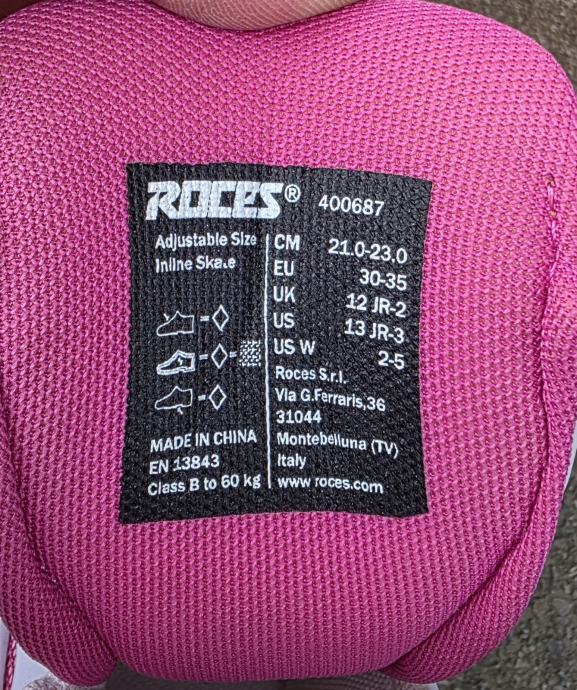 ROCES® 400687
Adjustable Size
Inline Skate
CM 21.0-23.0
EU 30-35
UK 12 JR-2
US 13 JR-3
US W 2-5
Roces S.r.l.
Via G.Ferraris,36
31044
Montebelluna (TV)
Italy
www.roces.com
MADE IN CHINA
EN 13843
Class B to 60 kg